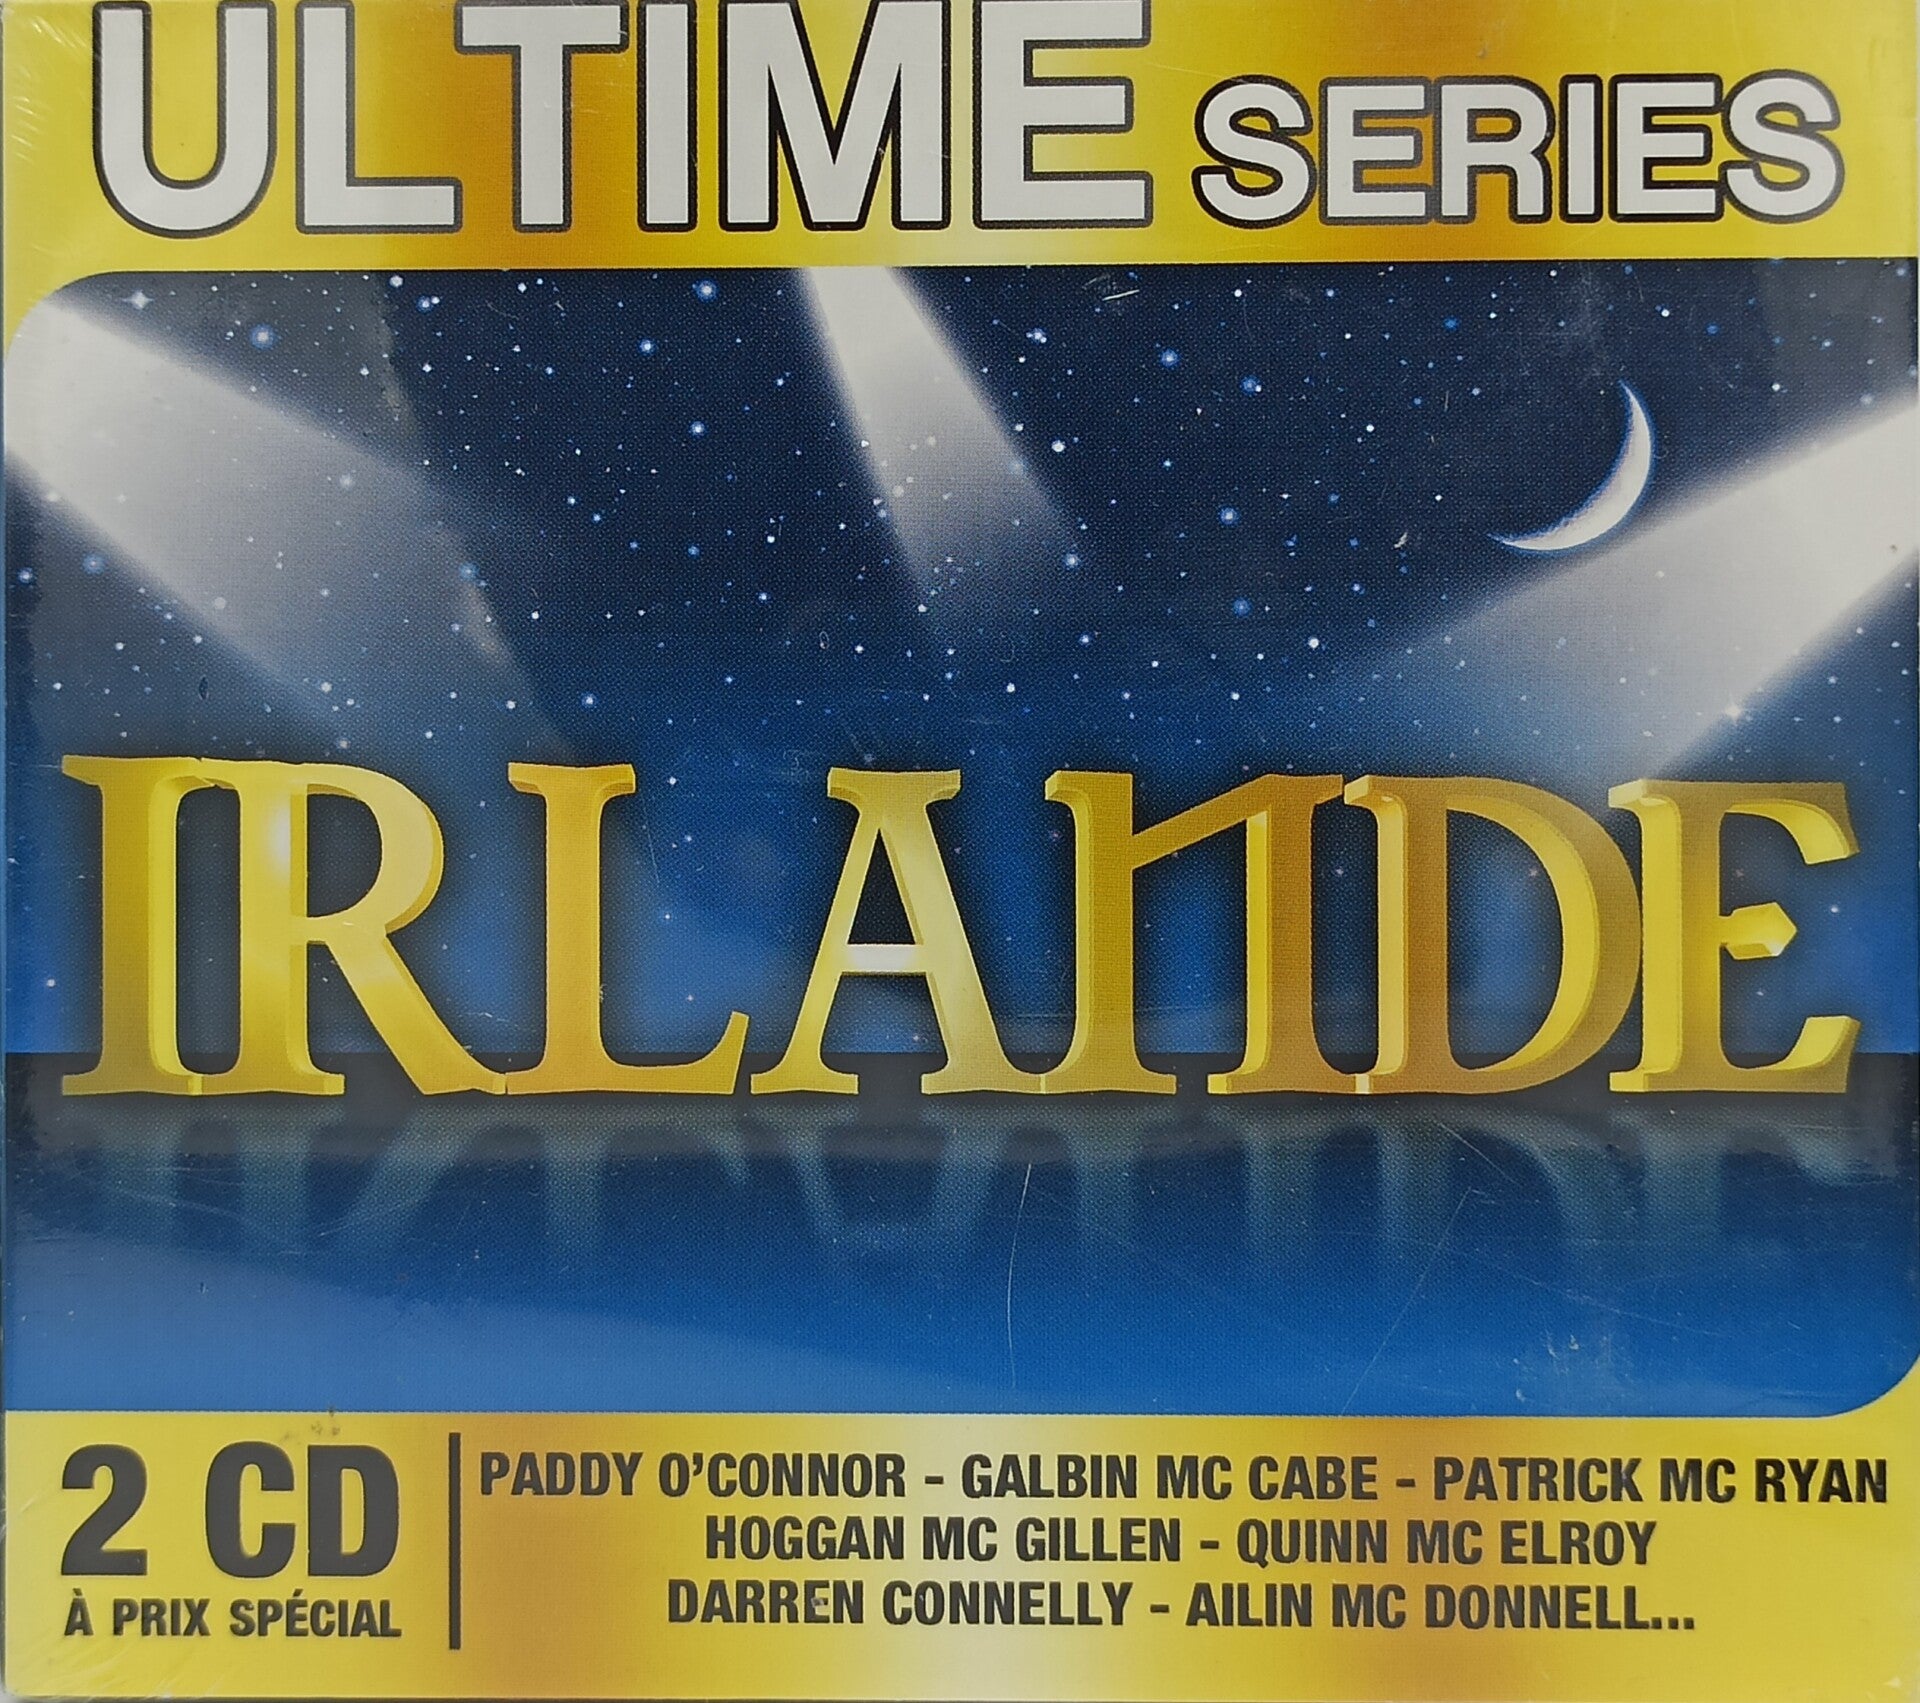 ULTIME SERIES
IRLANDE
2 CD
À PRIX SPÉCIAL
PADDY O'CONNOR - GALBIN MC CABE - PATRICK MC RYAN
HOGGAN MC GILLEN - QUINN MC ELROY
DARREN CONNELLY - AILIN MC DONNELL...